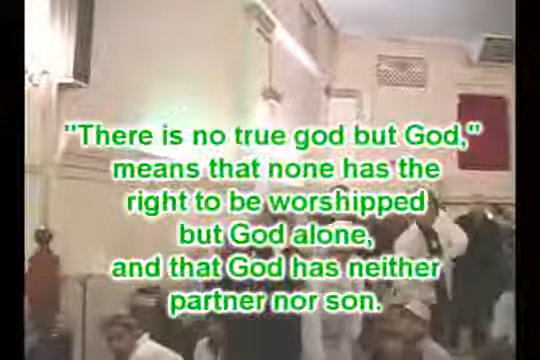 "There is no true god but God,"
means that none has the
right to be worshipped
but God alone,
and that God has neither
partner nor son.